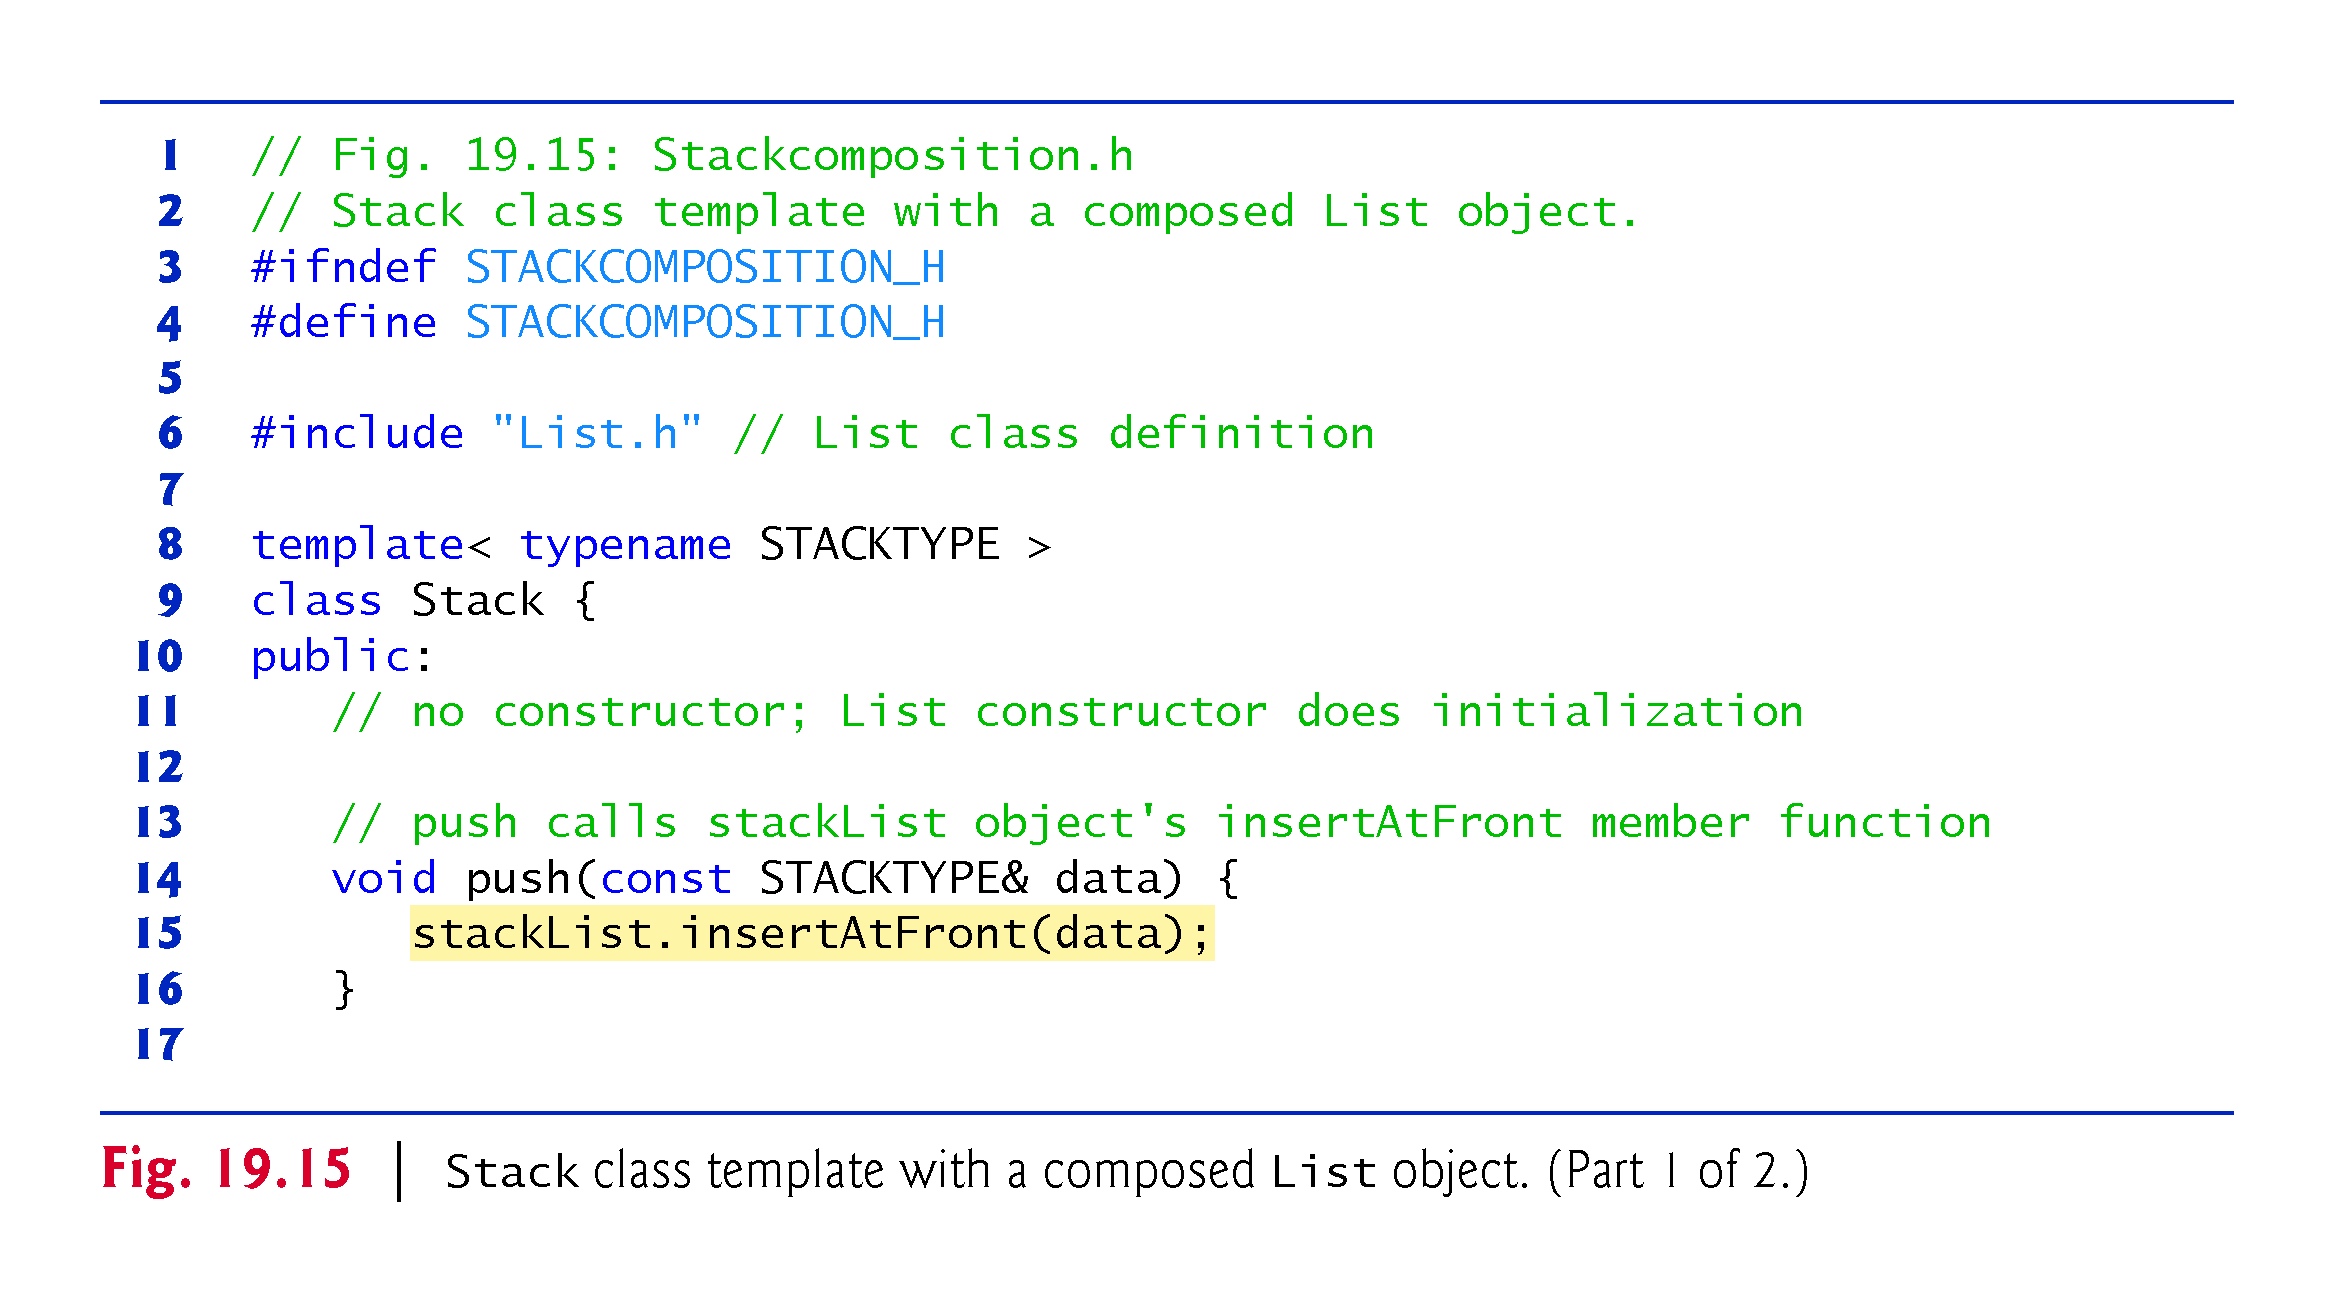 1 // Fig. 19.15: Stackcomposition.h
2 // Stack class template with a composed List object.
3 #ifndef STACKCOMPOSITION_H
4 #define STACKCOMPOSITION_H
5
6 #include "List.h" // List class definition
7
8 template< typename STACKTYPE >
9 class Stack {
10 public:
11    // no constructor; List constructor does initialization
12
13    // push calls stackList object's insertAtFront member function
14    void push(const STACKTYPE& data) {
15       stackList.insertAtFront(data);
16    }
17
Fig. 19.15 | Stack class template with a composed List object. (Part 1 of 2.)